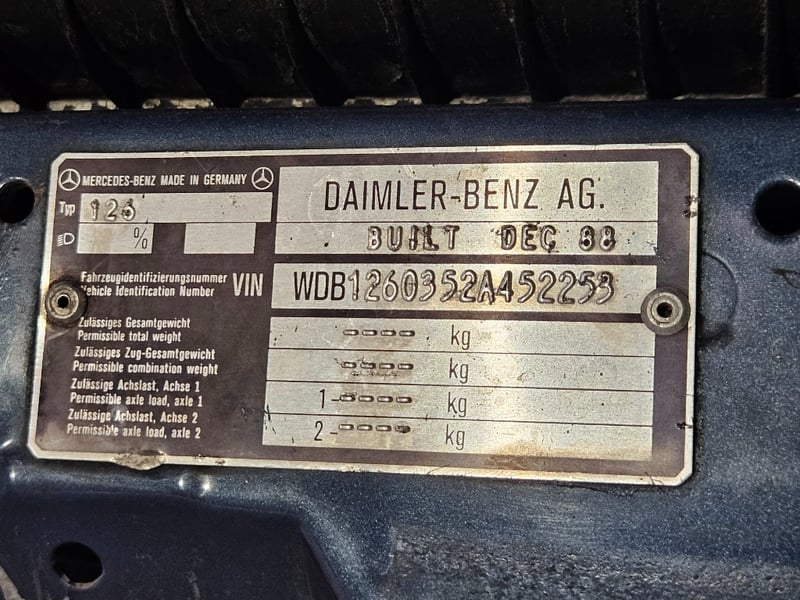 MERCEDES-BENZ MADE IN GERMANY
DAIMLER-BENZ AG.
Typ 126
%
BUILT DEC 88
Fahrzeugidentifizierungsnummer
Vehicle Identification Number
VIN
WDB1260352A452253
Zulässiges Gesamtgewicht
Permissible total weight
---- kg
Zulässiges Zug-Gesamtgewicht
Permissible combination weight
---- kg
Zulässige Achslast, Achse 1
Permissible axle load, axle 1
1----- kg
Zulässige Achslast, Achse 2
Permissible axle load, axle 2
2----- kg